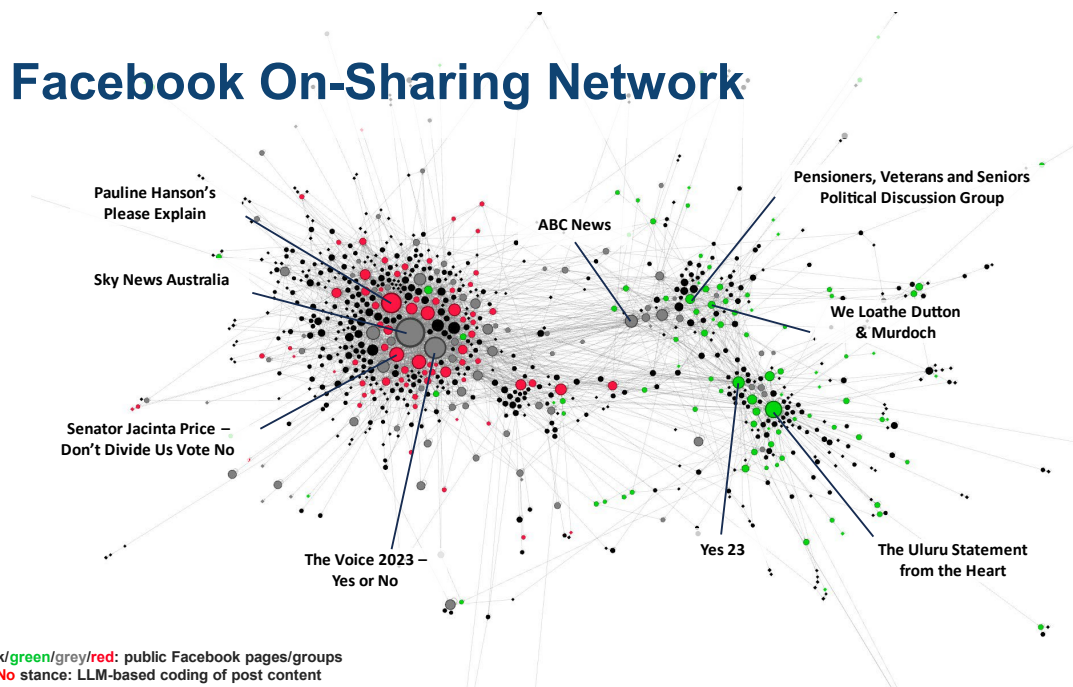 Facebook On-Sharing Network
Pauline Hanson's
Please Explain
Sky News Australia
Senator Jacinta Price –
Don't Divide Us Vote No
The Voice 2023 –
Yes or No
ABC News
Pensioners, Veterans and Seniors
Political Discussion Group
We Loathe Dutton
& Murdoch
Yes 23
The Uluru Statement
from the Heart
/green/grey/red: public Facebook pages/groups
No stance: LLM-based coding of post content